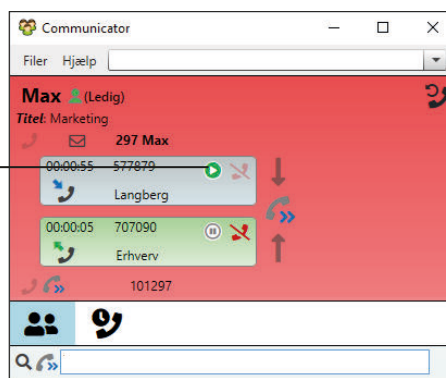 Communicator
Filer Hjælp
Max (Ledig)
Titel: Marketing
297 Max
00:00:55 577879
Langberg
00:00:05 707090
Erhverv
101297